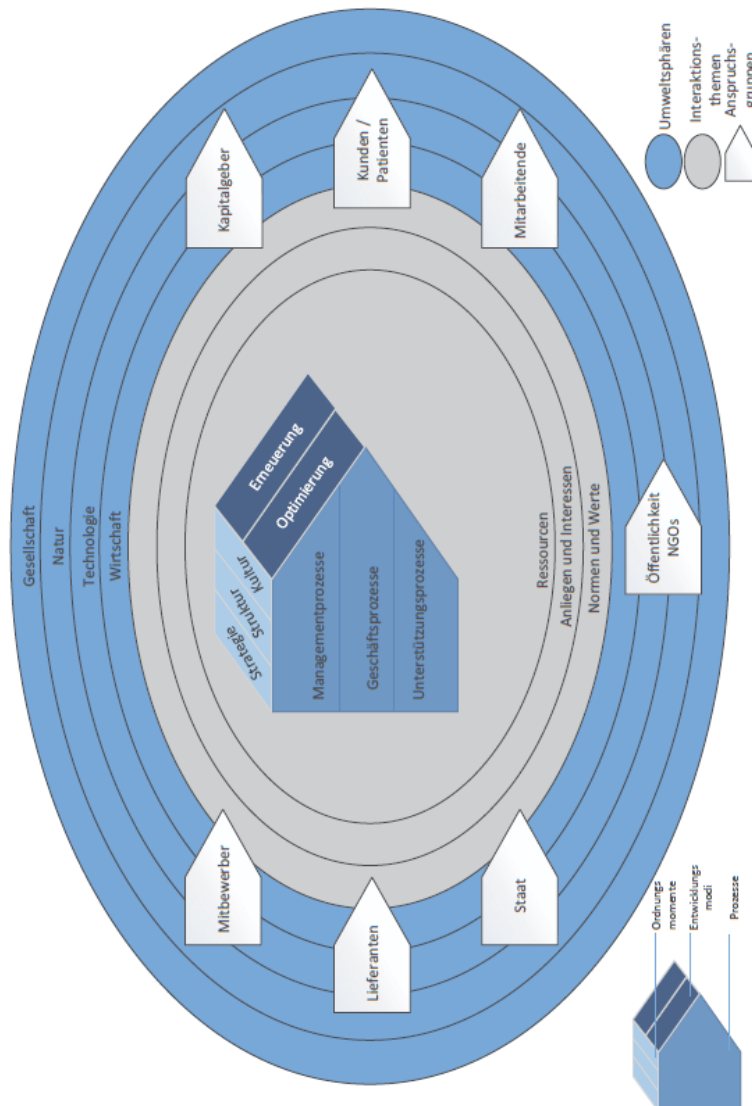 Gesellschaft
Natur
Technologie
Wirtschaft
Mitbewerber
Kapitalgeber
Lieferanten
Kunden /
Patienten
Staat
Mitarbeitende
Strategie
Struktur
Kultur
Erneuerung
Optimierung
Managementprozesse
Geschäftsprozesse
Unterstützungsprozesse
Ressourcen
Anliegen und Interessen
Normen und Werte
Öffentlichkeit
NGOs
Ordnungs
momente
Entwicklungs
modi
Prozesse
Umweltsphären
Interaktions-
themen
Anspruchs-
gruppen